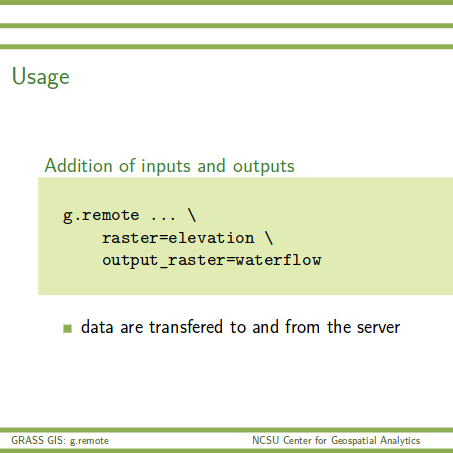 Usage
Addition of inputs and outputs
g.remote ... \
raster=elevation \
output_raster=waterflow
data are transfered to and from the server
GRASS GIS: g.remote
NCSU Center for Geospatial Analytics